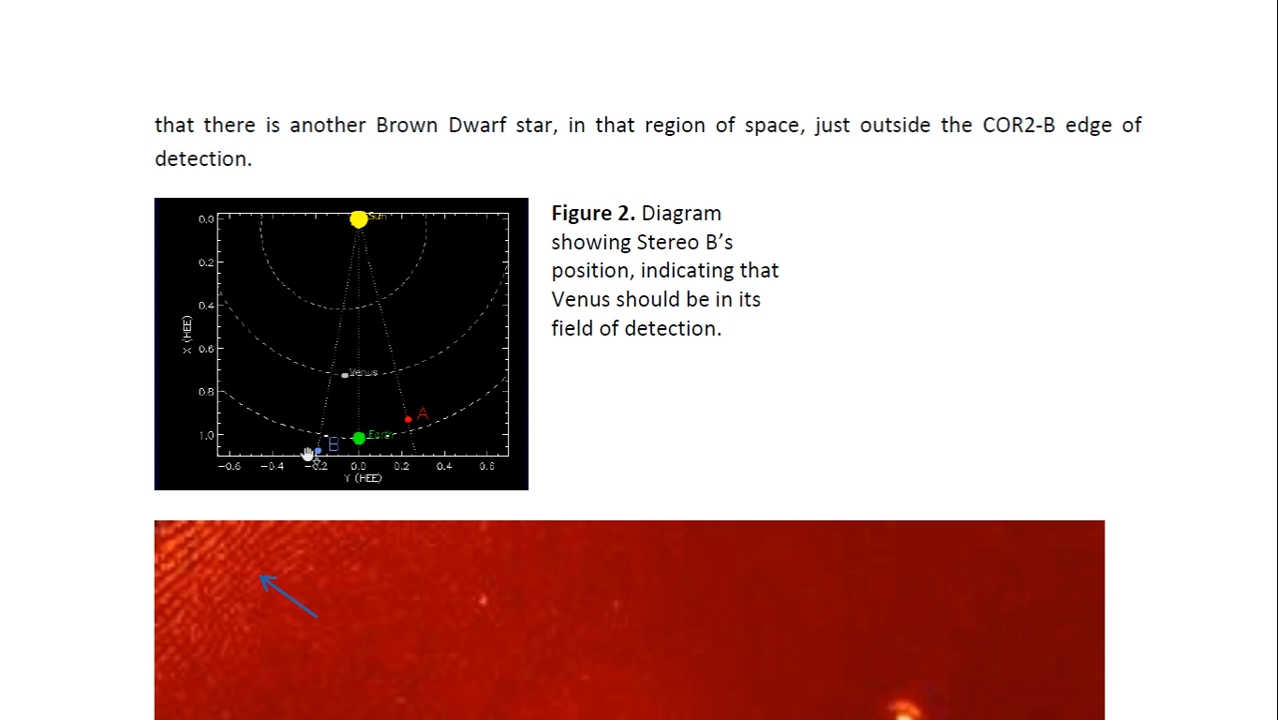 that there is another Brown Dwarf star, in that region of space, just outside the COR2-B edge of
detection.
Figure 2. Diagram
showing Stereo B’s
position, indicating that
Venus should be in its
field of detection.
Sun
0.0
0.2
0.4
0.6
0.8
1.0
X (HEE)
Venus
A
Earth
B
−0.6 −0.4 −0.2 0.0 0.2 0.4 0.6
Y (HEE)